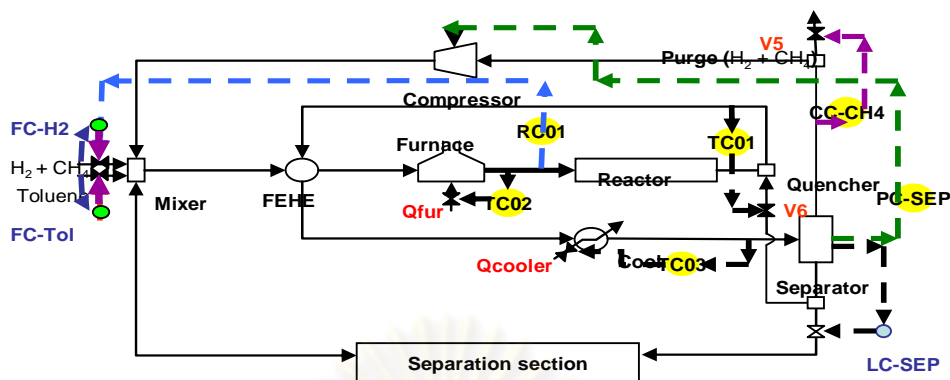 V5
Purge (H2 + CH4)
Compressor
CC-CH4
FC-H2
RC01
TC01
Furnace
H2 + CH4
Toluene
Mixer
FEHE
TC02
Reactor
Quencher
PC-SEP
Qfur
V6
FC-Tol
Qcooler
TC03
Separator
Separation section
LC-SEP